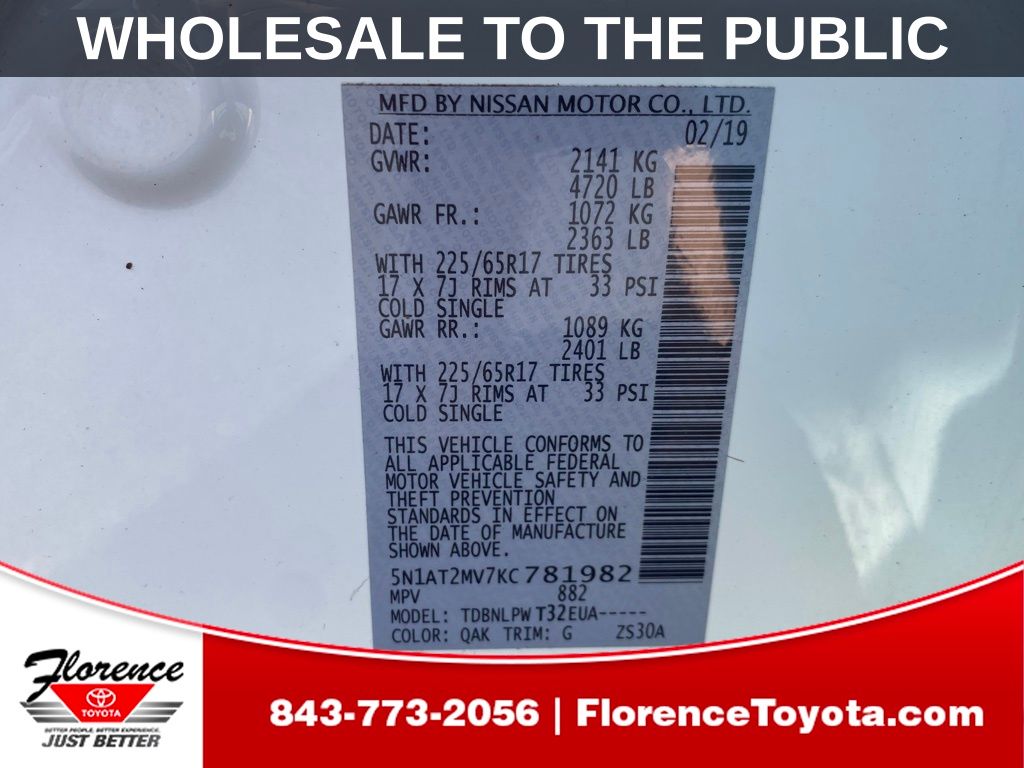 WHOLESALE TO THE PUBLIC
MFD BY NISSAN MOTOR CO., LTD.
DATE: 02/19
GVWR: 2141 KG
4720 LB
GAWR FR.: 1072 KG
2363 LB
WITH 225/65R17 TIRES
17 X 7J RIMS AT 33 PSI
COLD SINGLE
GAWR RR.: 1089 KG
2401 LB
WITH 225/65R17 TIRES
17 X 7J RIMS AT 33 PSI
COLD SINGLE
THIS VEHICLE CONFORMS TO
ALL APPLICABLE FEDERAL
MOTOR VEHICLE SAFETY AND
THEFT PREVENTION
STANDARDS IN EFFECT ON
THE DATE OF MANUFACTURE
SHOWN ABOVE.
5N1AT2MV7KC781982
MPV 882
MODEL: TDBNLPW T32EUA-----
COLOR: QAK TRIM: G ZS30A
Florence
TOYOTA
BETTER PEOPLE, BETTER EXPERIENCE,
JUST BETTER
843-773-2056 | FlorenceToyota.com